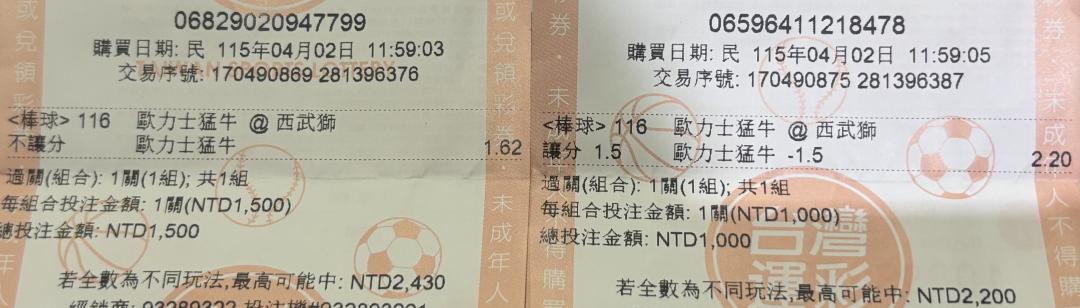 06829020947799
購買日期: 民 115年04月02日 11:59:03
交易序號: 170490869 281396376
<棒球> 116 歐力士猛牛 @ 西武獅
不讓分 歐力士猛牛 1.62
過關(組合): 1關(1組); 共1組
每組合投注金額: 1關(NTD1,500)
總投注金額: NTD1,500
若全數為不同玩法,最高可能中: NTD2,430
06596411218478
購買日期: 民 115年04月02日 11:59:05
交易序號: 170490875 281396387
<棒球> 116 歐力士猛牛 @ 西武獅
讓分 1.5 歐力士猛牛 -1.5 2.20
過關(組合): 1關(1組); 共1組
每組合投注金額: 1關(NTD1,000)
總投注金額: NTD1,000
若全數為不同玩法,最高可能中: NTD2,200
台灣
運彩